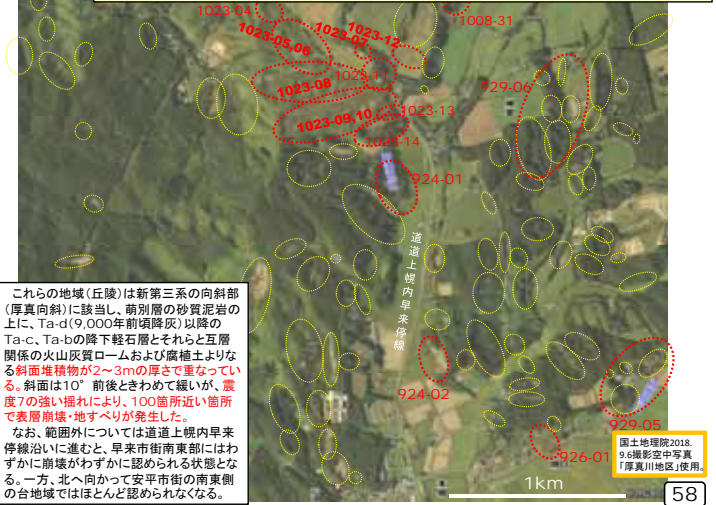 1023-04
1008-31
1023-05,06
1023-07
1023-12
1023-11
1023-08
929-06
1023-13
1023-09,10
924-01
道道上幌内早来停線
これらの地域(丘陵)は新第三系の向斜部
(厚真向斜)に該当し、萌別層の砂質泥岩の
上に、Ta-d(9,000年前頃降灰)以降の
Ta-c、Ta-bの降下軽石層とそれらと互層
関係の火山灰質ロームおよび腐植土よりな
る斜面堆積物が2～3mの厚さで重なってい
る。斜面は10°前後ときわめて緩いが、震
度7の強い揺れにより、100箇所近い箇所
で表層崩壊・地すべりが発生した。
なお、範囲外については道道上幌内早来
停線沿いに進むと、早来市街南東部にはわ
ずかに崩壊がわずかに認められる状態とな
る。一方、北へ向かって安平市街の南東側
の台地域ではほとんど認められなくなる。
924-02
929-05
926-01
国土地理院2018.
9.6撮影空中写真
「厚真川地区」使用。
1km
58